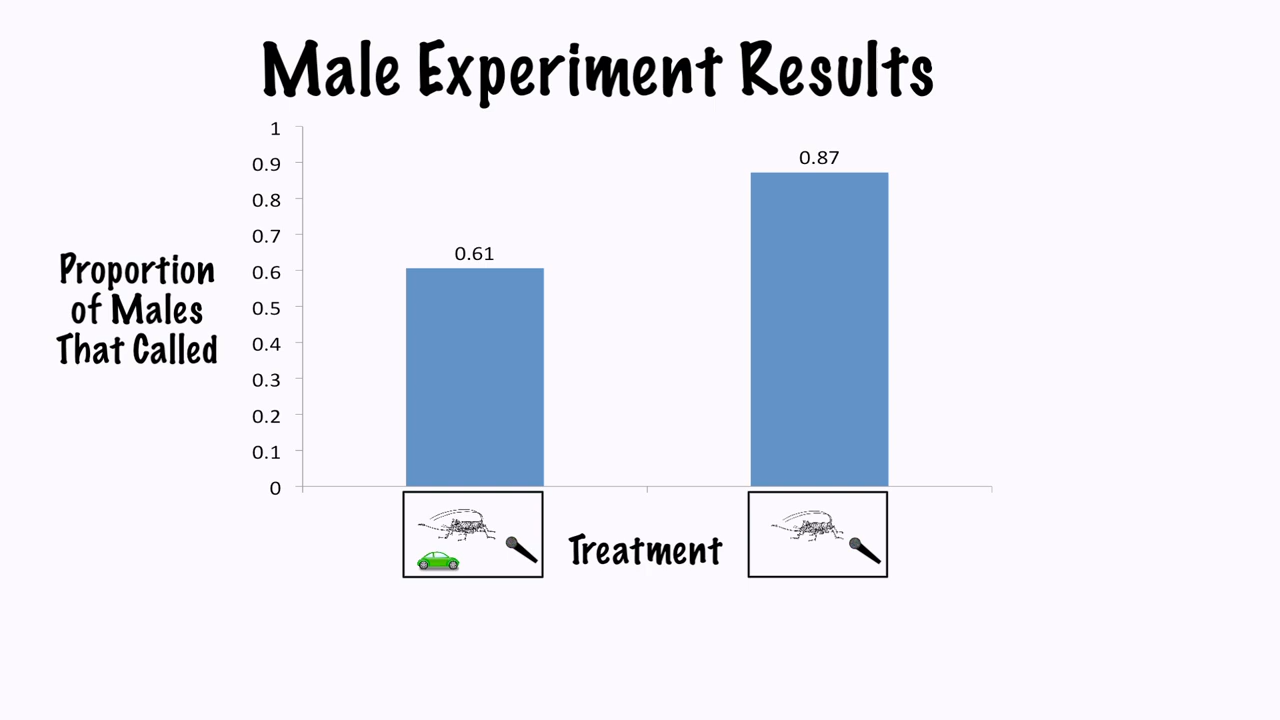 Male Experiment Results
1
0.9
0.8
0.7
0.6
0.5
0.4
0.3
0.2
0.1
0
0.61
0.87
Proportion
of Males
That Called
Treatment